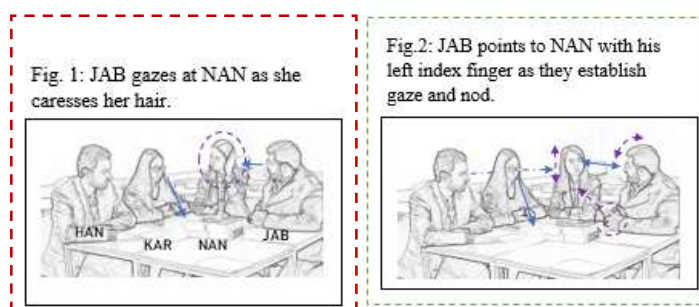 Fig. 1: JAB gazes at NAN as she
caresses her hair.
HAN
KAR
NAN
JAB
Fig.2: JAB points to NAN with his
left index finger as they establish
gaze and nod.